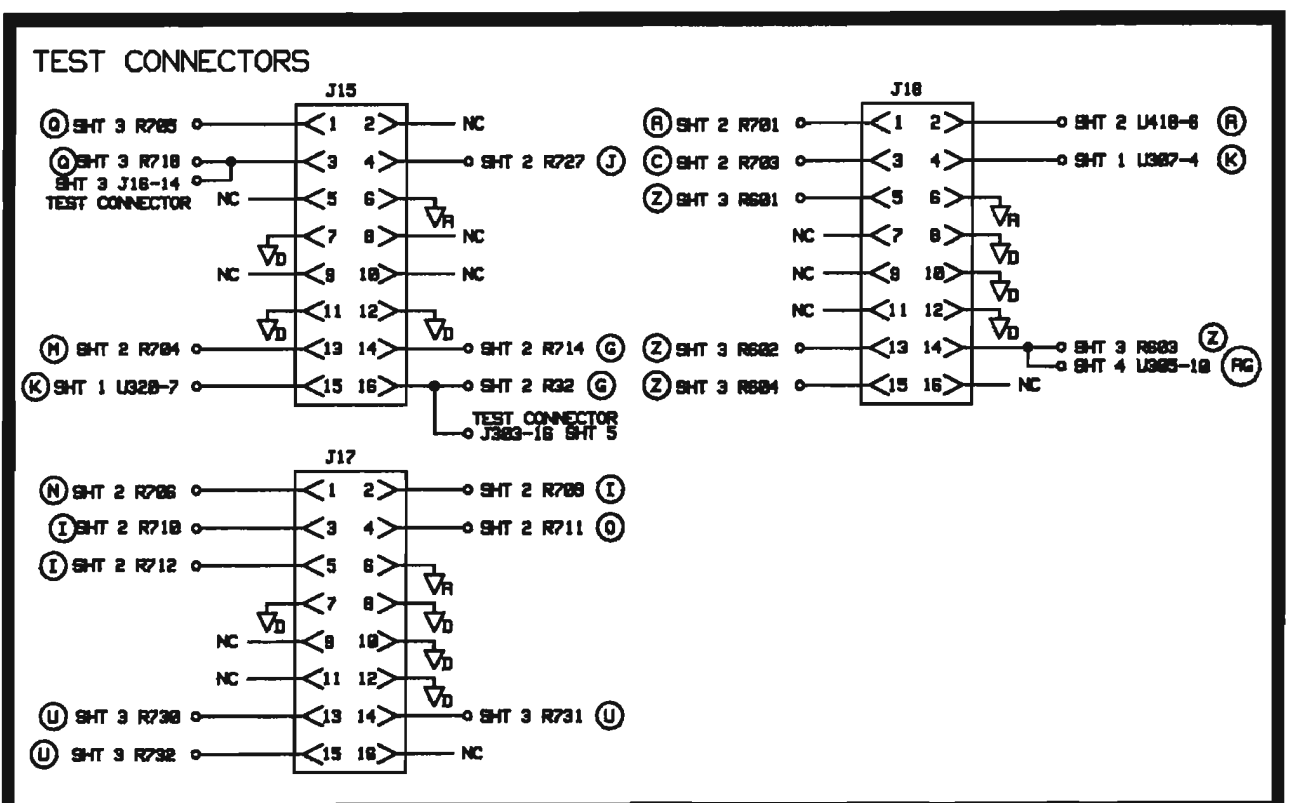 TEST CONNECTORS
J15
Q SHT 3 R705 1 2 NC
Q SHT 3 R718 3 4 SHT 2 R727 J
SHT 3 J16-14
TEST CONNECTOR
NC 5 6 A
D 7 8 NC
NC 9 10 NC
D 11 12 D
M SHT 2 R704 13 14 SHT 2 R714 G
K SHT 1 U320-7 15 16 SHT 2 R32 G
TEST CONNECTOR
J303-16 SHT 5
J18
A SHT 2 R701 1 2 SHT 2 U418-6 A
C SHT 2 R703 3 4 SHT 1 U307-4 K
Z SHT 3 R601 5 6 A
NC 7 8 D
NC 9 10 D
NC 11 12 D
Z SHT 3 R602 13 14 SHT 3 R603 Z
SHT 4 U305-10 AG
Z SHT 3 R604 15 16 NC
J17
N SHT 2 R706 1 2 SHT 2 R709 I
I SHT 2 R710 3 4 SHT 2 R711 Q
I SHT 2 R712 5 6 A
D 7 8 D
NC 9 10 D
NC 11 12 D
U SHT 3 R730 13 14 SHT 3 R731 U
U SHT 3 R732 15 16 NC